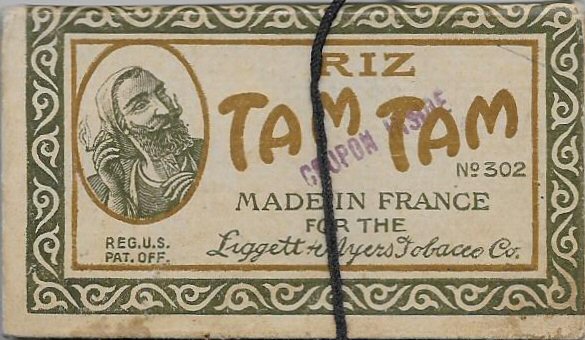 RIZ
TAM TAM
COUPON INSIDE
Nº 302
MADE IN FRANCE
FOR THE
Liggett & Myers Tobacco Co.
REG. U.S.
PAT. OFF.